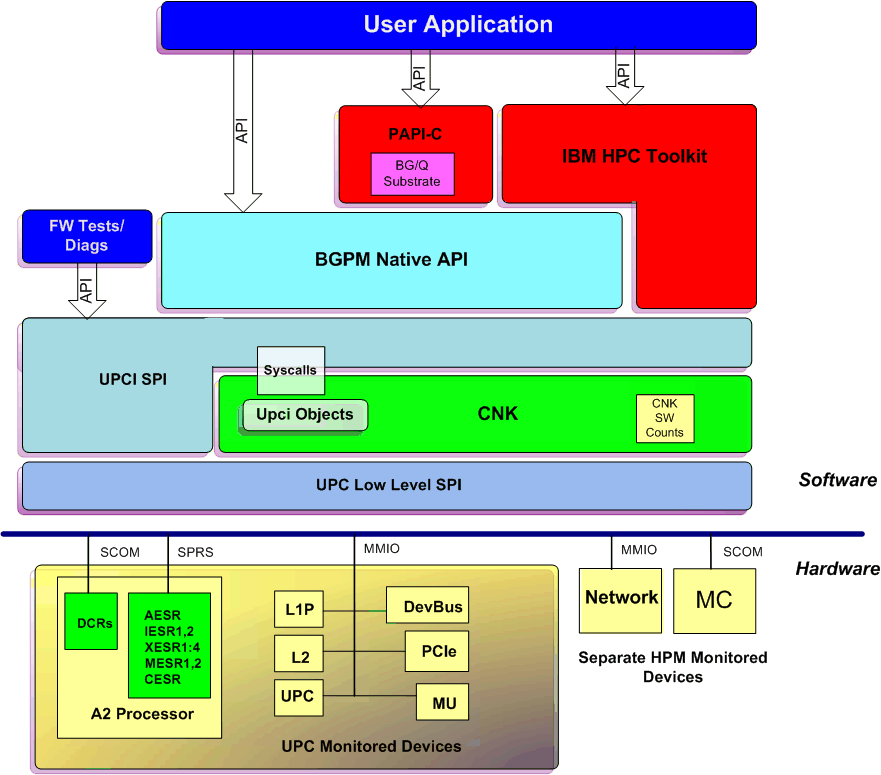 User Application
API
API
API
PAPI-C
BG/Q
Substrate
IBM HPC Toolkit
FW Tests/
Diags
API
BGPM Native API
UPCI SPI
Syscalls
Upci Objects
CNK
CNK
SW
Counts
UPC Low Level SPI
Software
SCOM
SPRS
MMIO
MMIO
SCOM
Hardware
DCRs
AESR
IESR1,2
XESR1:4
MESR1,2
CESR
A2 Processor
L1P
DevBus
L2
PCIe
UPC
MU
UPC Monitored Devices
Network
MC
Separate HPM Monitored
Devices